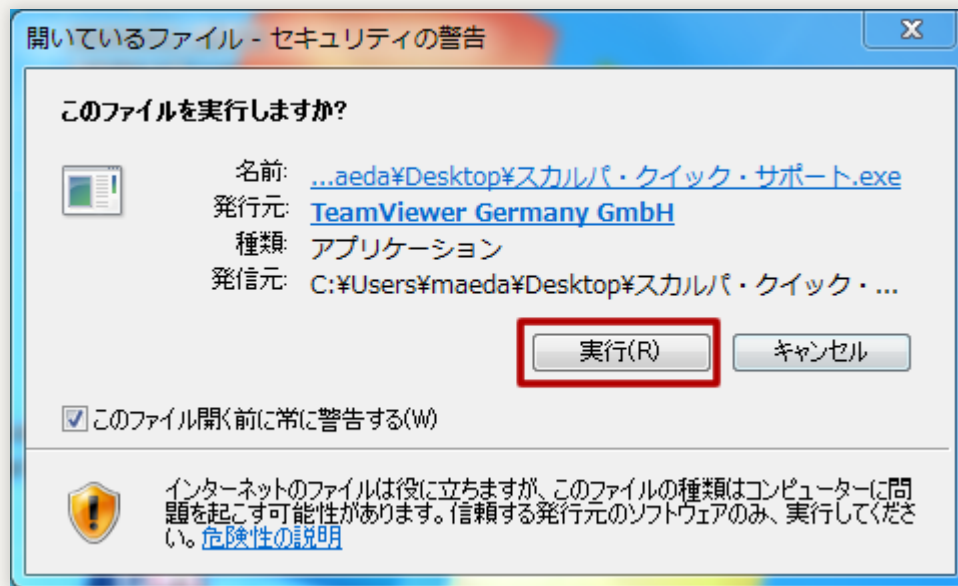 開いているファイル - セキュリティの警告
このファイルを実行しますか?
名前: ...aeda¥Desktop¥スカルパ・クイック・サポート.exe
発行元: TeamViewer Germany GmbH
種類: アプリケーション
発信元: C:¥Users¥maeda¥Desktop¥スカルパ・クイック・...
実行(R) キャンセル
このファイル開く前に常に警告する(W)
インターネットのファイルは役に立ちますが、このファイルの種類はコンピューターに問
題を起こす可能性があります。信頼する発行元のソフトウェアのみ、実行してくださ
い。危険性の説明